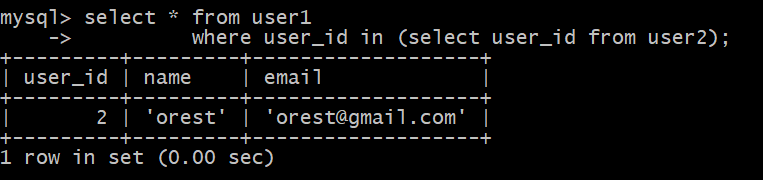 mysql> select * from user1
    ->         where user_id in (select user_id from user2);
+---------+---------+-------------------+
| user_id | name    | email             |
+---------+---------+-------------------+
|       2 | 'orest' | 'orest@gmail.com' |
+---------+---------+-------------------+
1 row in set (0.00 sec)